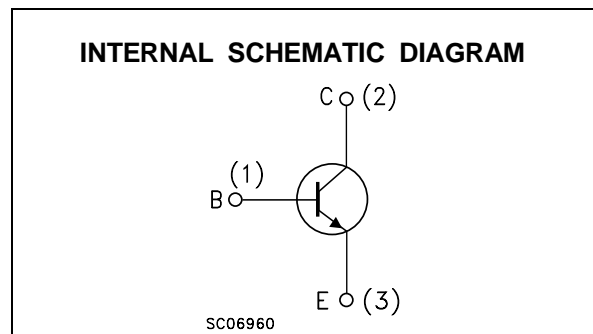 INTERNAL SCHEMATIC DIAGRAM
C (2)
(1)
B
E (3)
SC06960